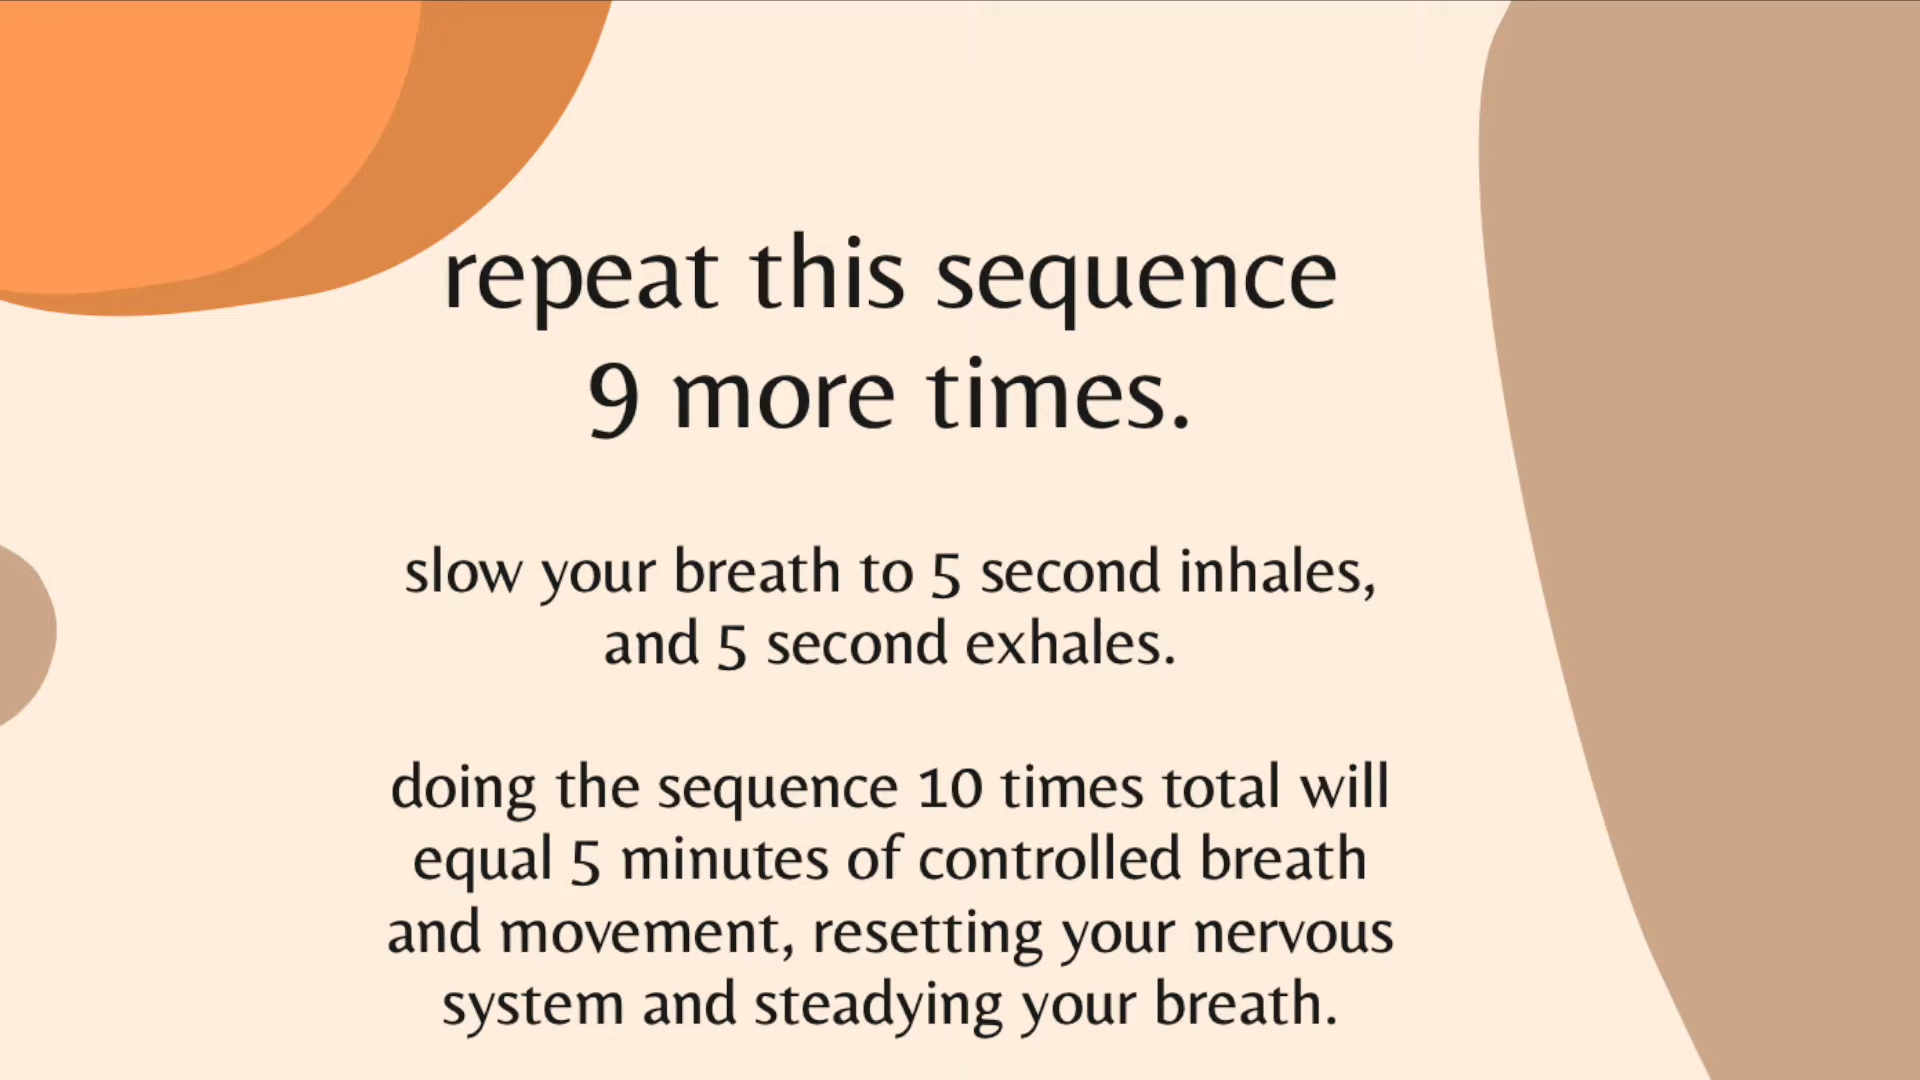 repeat this sequence
9 more times.
slow your breath to 5 second inhales,
and 5 second exhales.
doing the sequence 10 times total will
equal 5 minutes of controlled breath
and movement, resetting your nervous
system and steadying your breath.